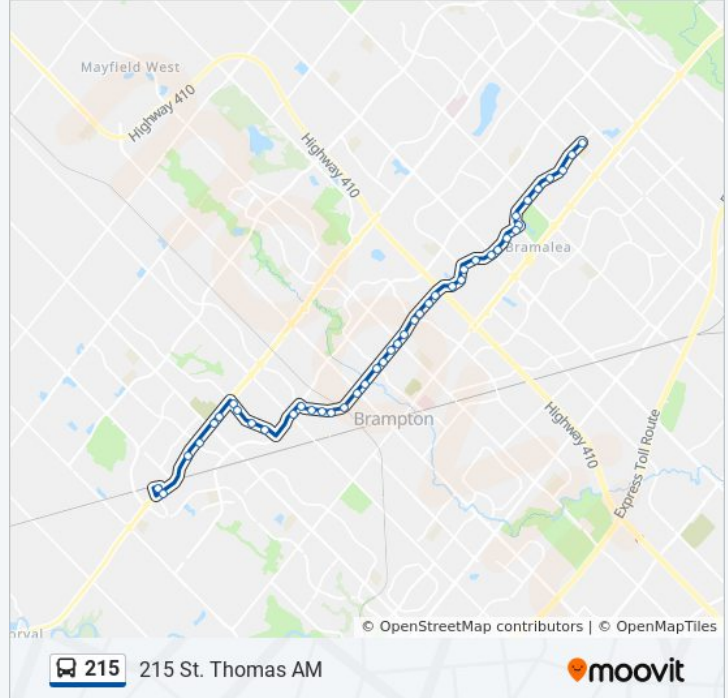 Mayfield West
Highway 410
Highway 410
Bramalea
Brampton
Highway 410
Express Toll Route
orval
© OpenStreetMap contributors | © OpenMapTiles
215 215 St. Thomas AM moovit